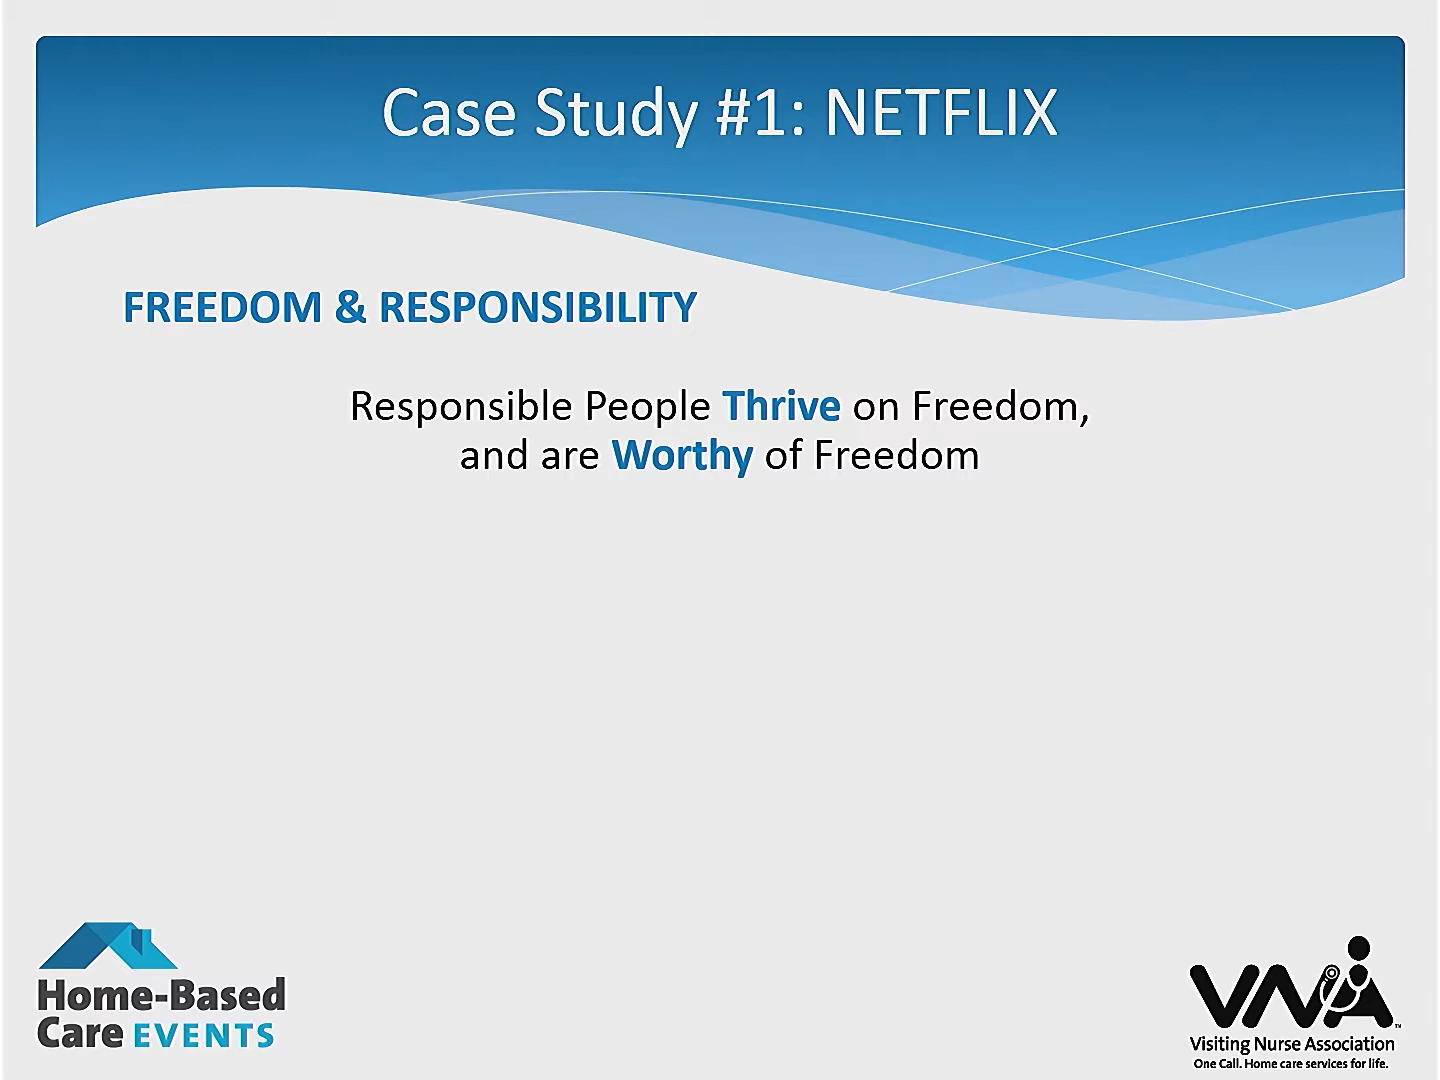 Case Study #1: NETFLIX
FREEDOM & RESPONSIBILITY
Responsible People Thrive on Freedom,
and are Worthy of Freedom
Home-Based
Care EVENTS
VNA™
Visiting Nurse Association
One Call. Home care services for life.